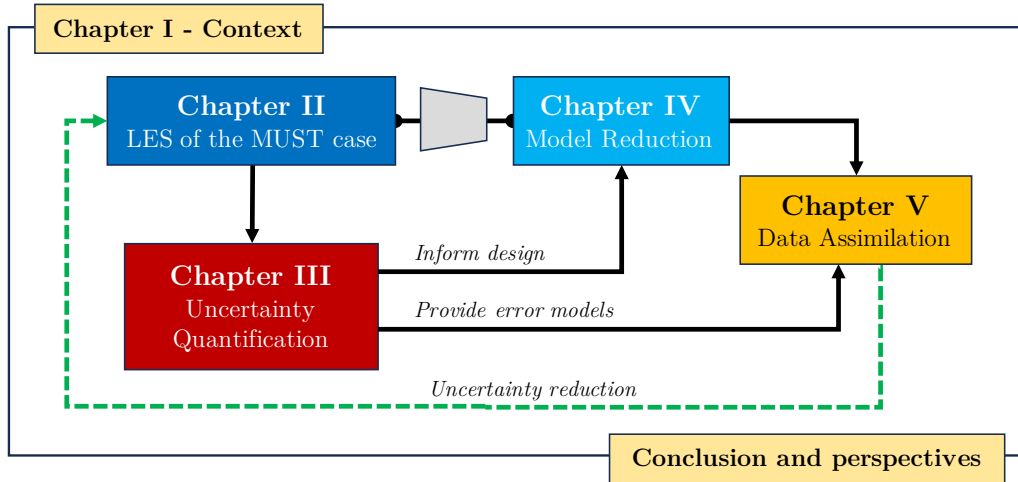 Chapter I - Context
Chapter II
LES of the MUST case
Chapter IV
Model Reduction
Chapter V
Data Assimilation
Chapter III
Uncertainty
Quantification
Inform design
Provide error models
Uncertainty reduction
Conclusion and perspectives